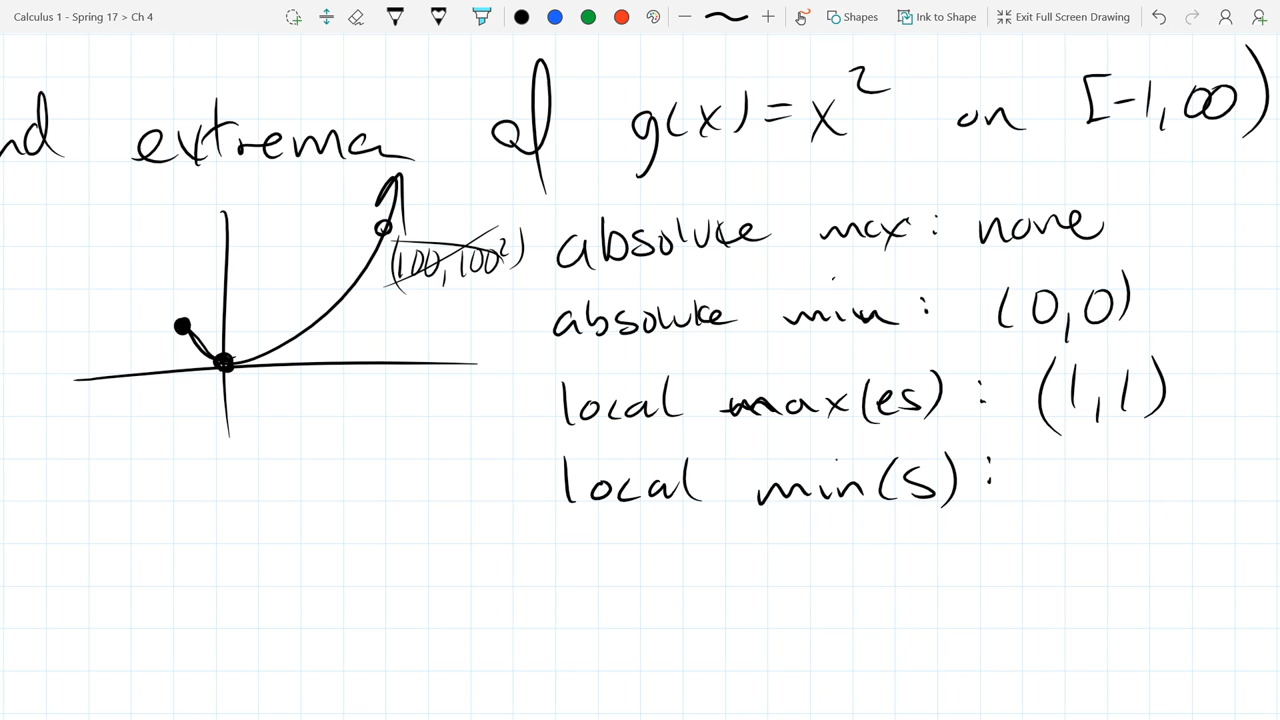 Calculus 1 - Spring 17 > Ch 4
Shapes
Ink to Shape
Exit Full Screen Drawing
nd extrema of g(x) = x² on [-1, ∞)
(100, 100²)
absolute max : none
absolute min : (0,0)
local max(es) : (1, 1)
local min(s) :